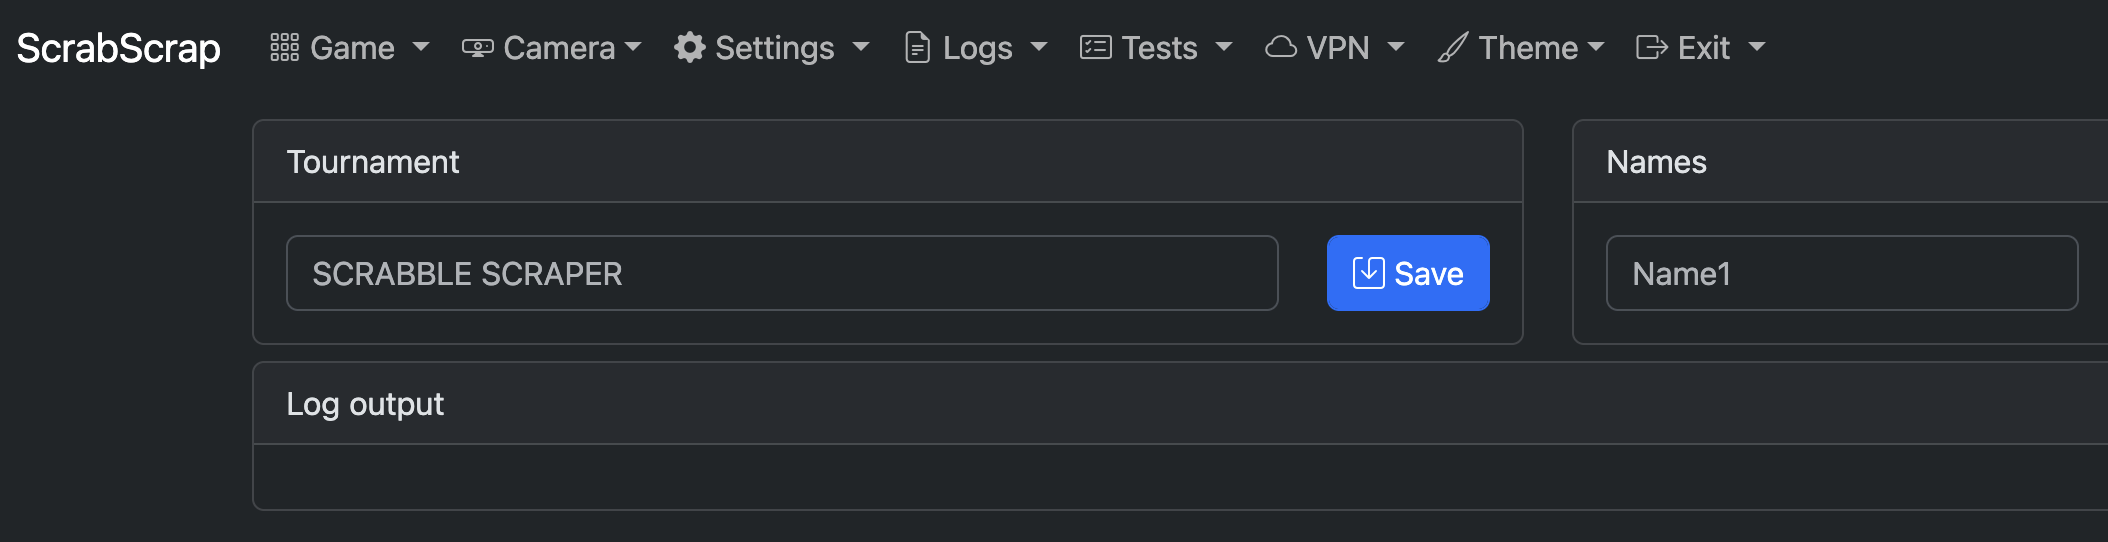 ScrabScrap Game Camera Settings Logs Tests VPN Theme Exit
Tournament
SCRABBLE SCRAPER Save
Names
Name1
Log output